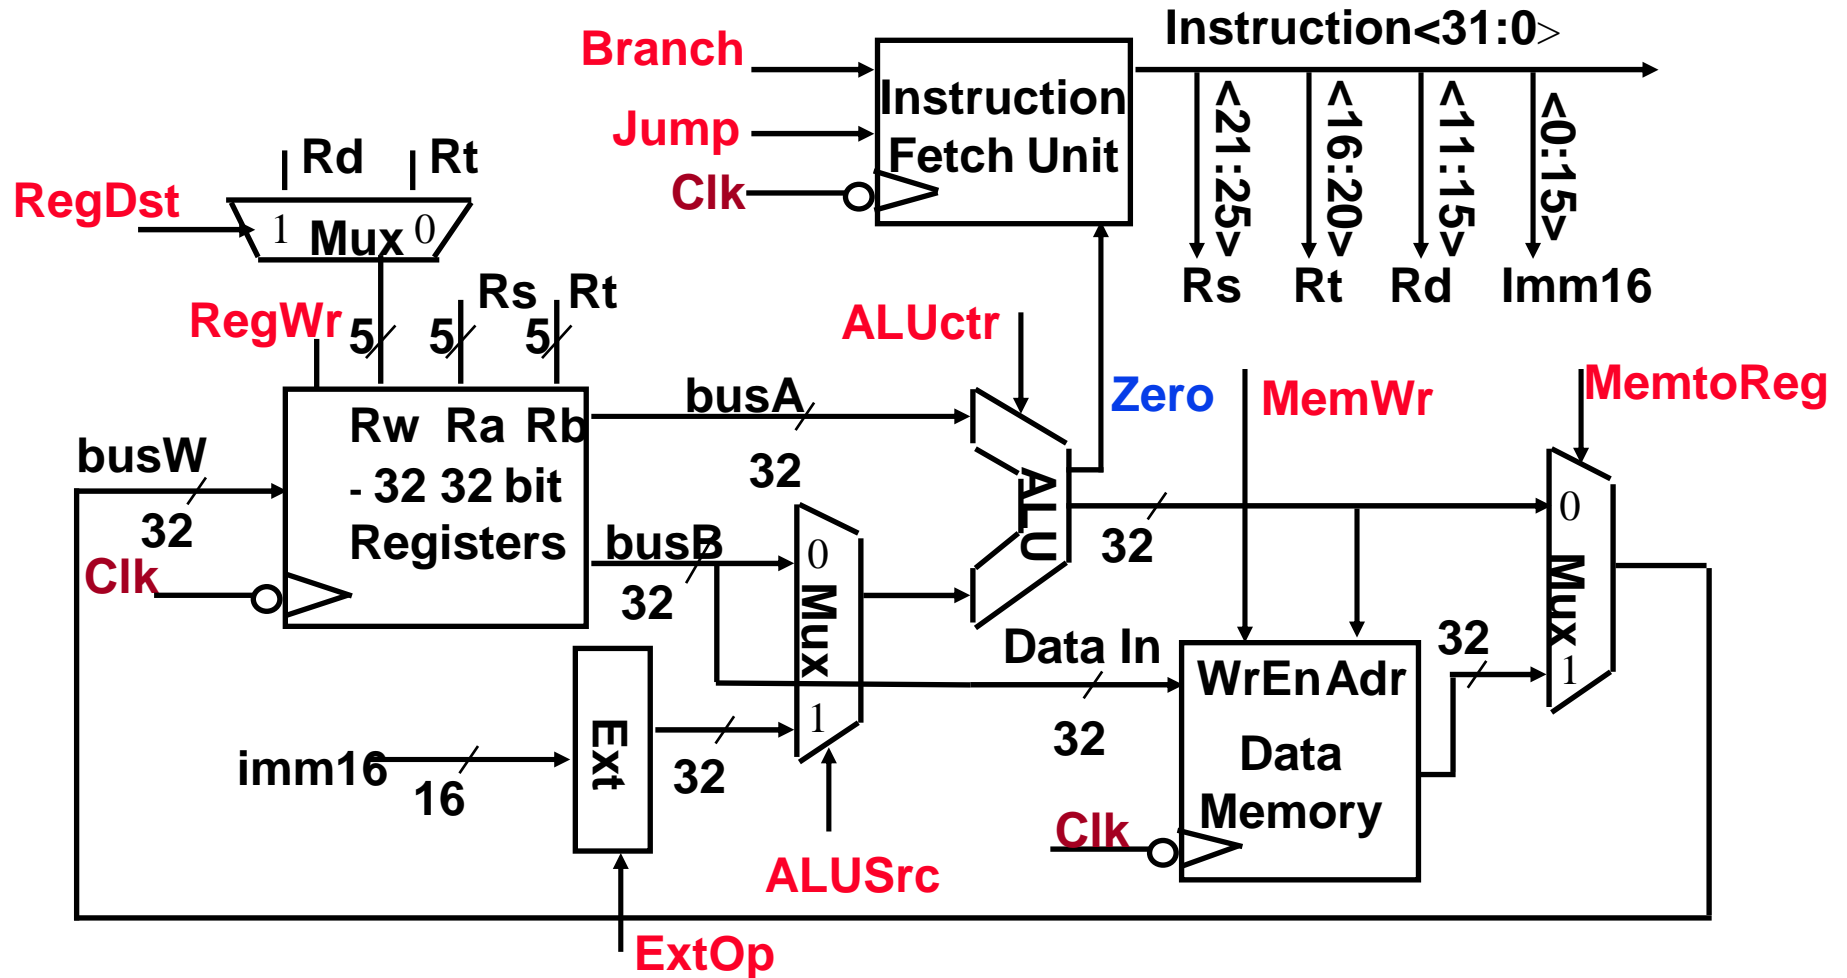 Instruction<31:0>
Branch
Instruction
Fetch Unit
Jump
Clk
<21:25>
<16:20>
<11:15>
<0:15>
Rs
Rt
Rd
Imm16
Rd
Rt
RegDst
1
Mux
0
Rs
Rt
RegWr
5
5
5
ALUctr
busA
Zero
MemWr
MemtoReg
Rw
Ra
Rb
busW
32
- 32 32 bit
Registers
32
ALU
0
32
busB
0
32
Clk
32
Mux
Mux
Data In
32
WrEn
Adr
1
imm16
16
Ext
32
1
32
Data
Memory
Clk
ALUSrc
ExtOp